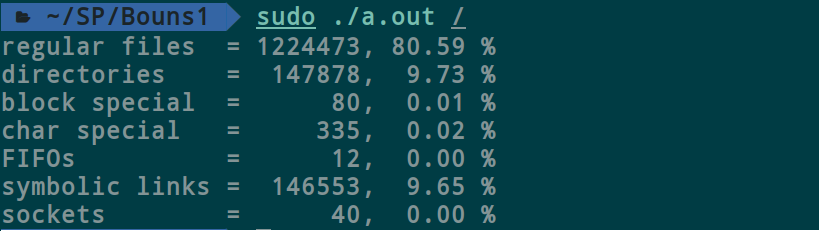 ~/SP/Bouns1 sudo ./a.out /
regular files  = 1224473, 80.59 %
directories    =  147878,  9.73 %
block special  =      80,  0.01 %
char special   =     335,  0.02 %
FIFOs          =      12,  0.00 %
symbolic links =  146553,  9.65 %
sockets        =      40,  0.00 %